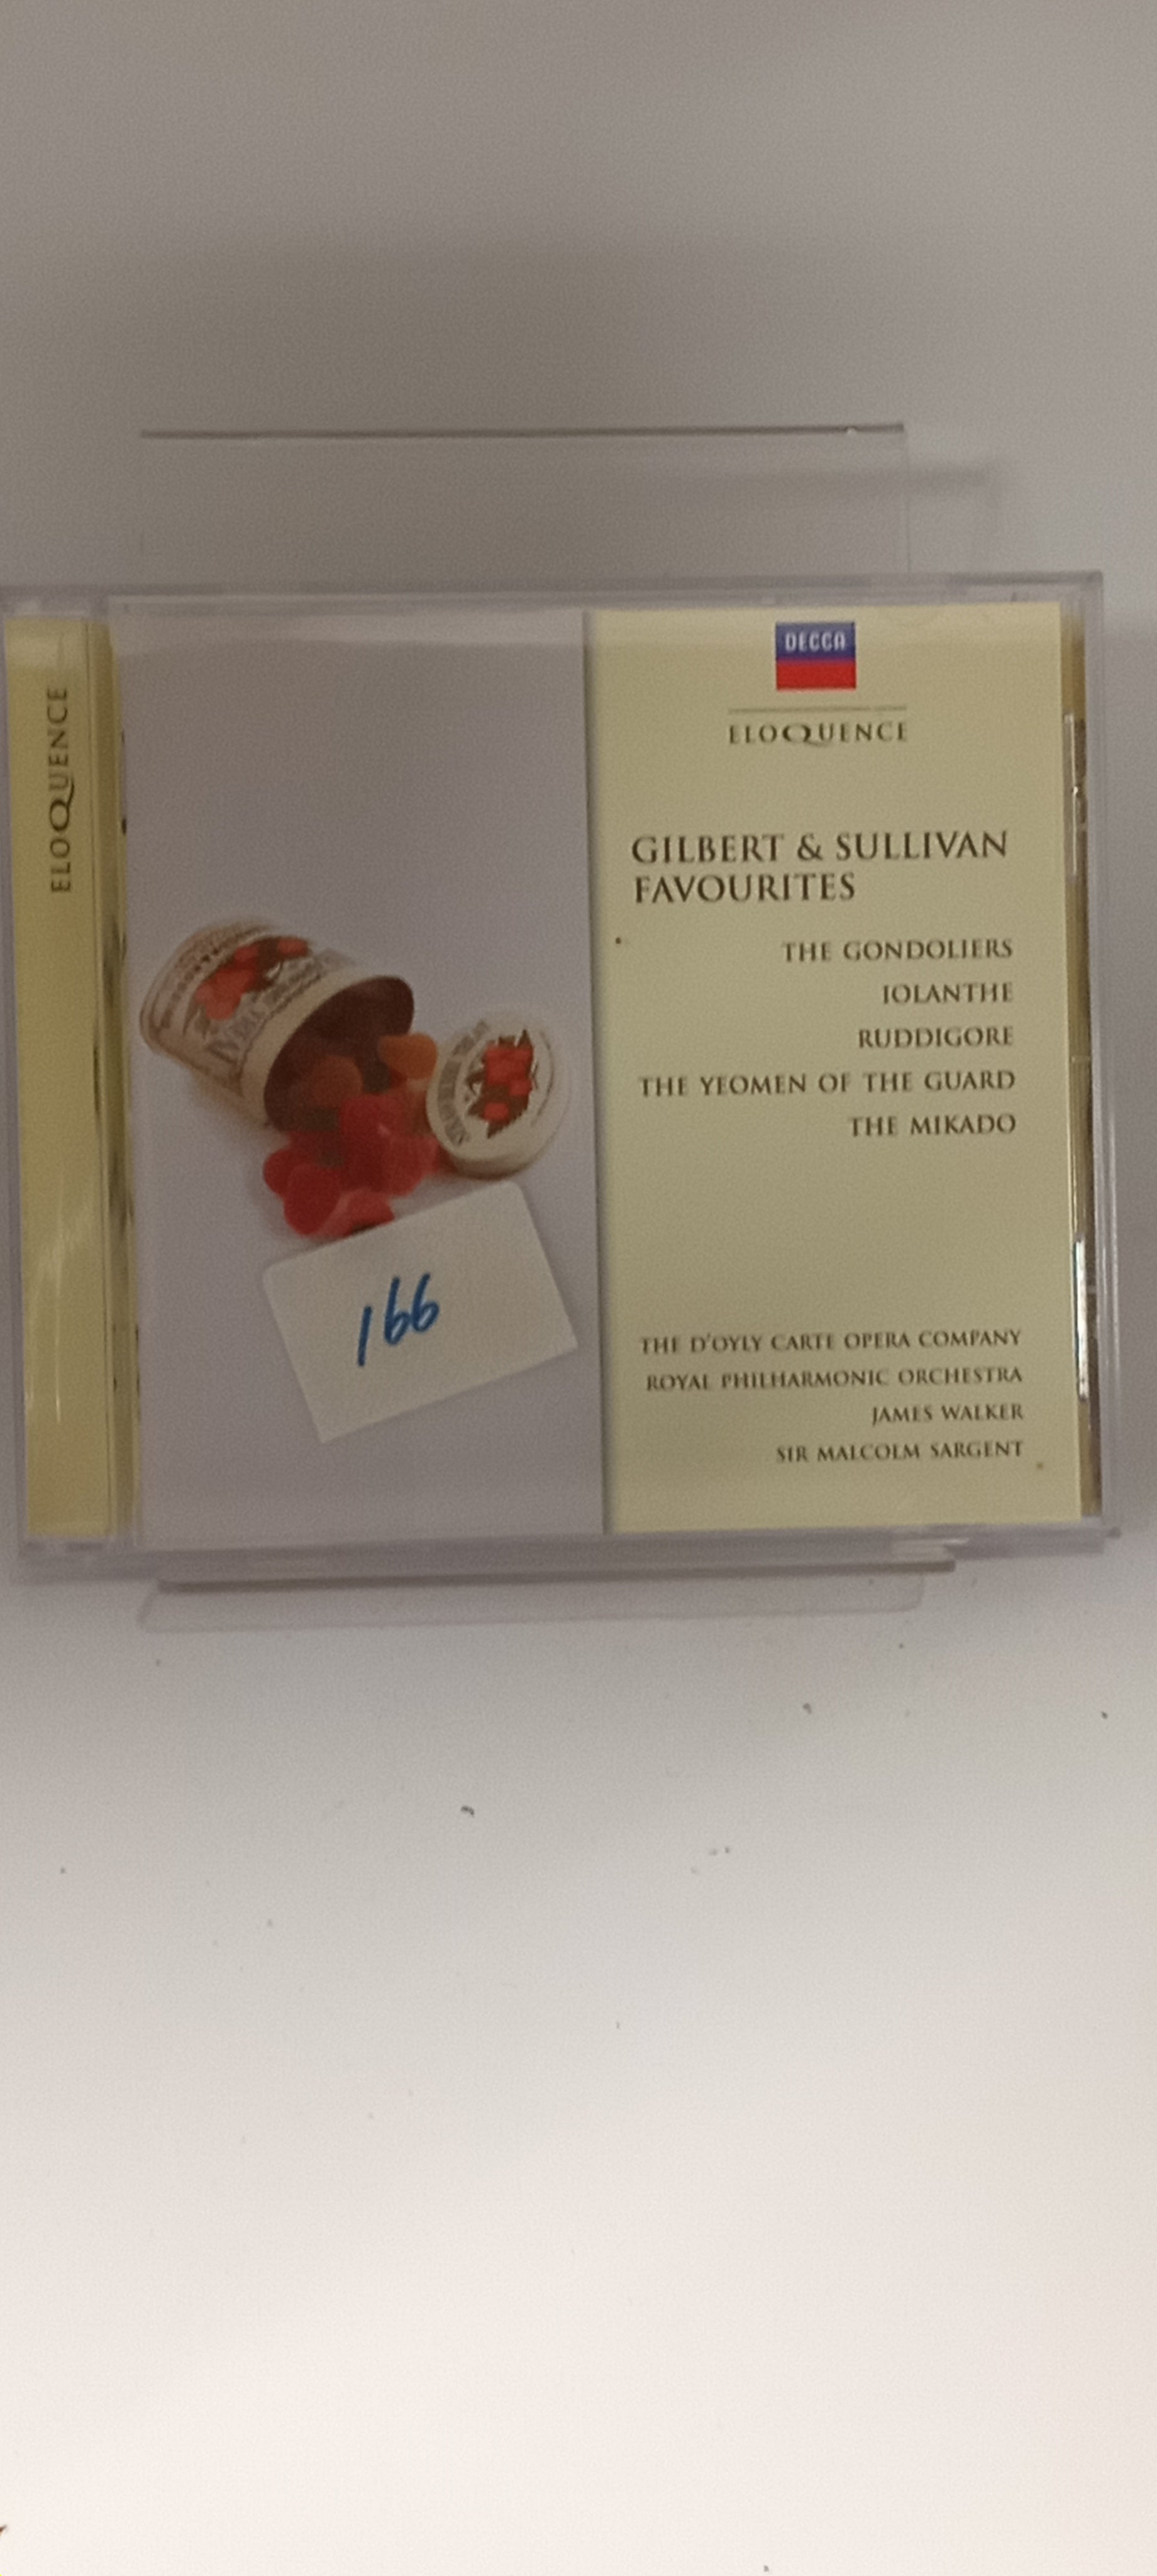 ELOQUENCE
DECCA
ELOQUENCE
GILBERT & SULLIVAN
FAVOURITES
THE GONDOLIERS
IOLANTHE
RUDDIGORE
THE YEOMEN OF THE GUARD
THE MIKADO
166
THE D'OYLY CARTE OPERA COMPANY
ROYAL PHILHARMONIC ORCHESTRA
JAMES WALKER
SIR MALCOLM SARGENT